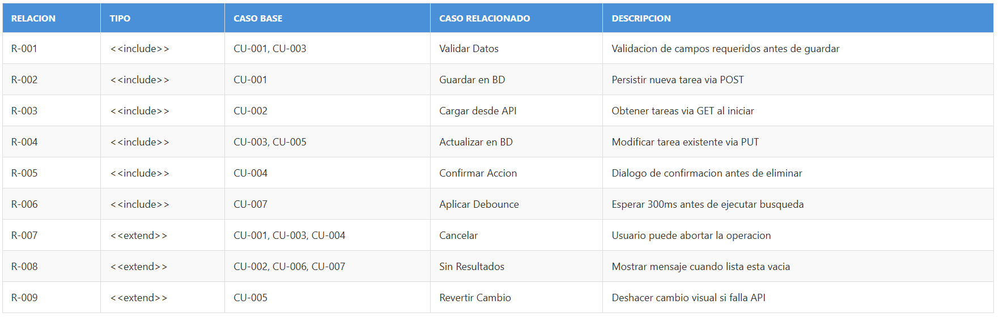 RELACION TIPO CASO BASE CASO RELACIONADO DESCRIPCION
R-001 <<include>> CU-001, CU-003 Validar Datos Validacion de campos requeridos antes de guardar
R-002 <<include>> CU-001 Guardar en BD Persistir nueva tarea via POST
R-003 <<include>> CU-002 Cargar desde API Obtener tareas via GET al iniciar
R-004 <<include>> CU-003, CU-005 Actualizar en BD Modificar tarea existente via PUT
R-005 <<include>> CU-004 Confirmar Accion Dialogo de confirmacion antes de eliminar
R-006 <<include>> CU-007 Aplicar Debounce Esperar 300ms antes de ejecutar busqueda
R-007 <<extend>> CU-001, CU-003, CU-004 Cancelar Usuario puede abortar la operacion
R-008 <<extend>> CU-002, CU-006, CU-007 Sin Resultados Mostrar mensaje cuando lista esta vacia
R-009 <<extend>> CU-005 Revertir Cambio Deshacer cambio visual si falla API